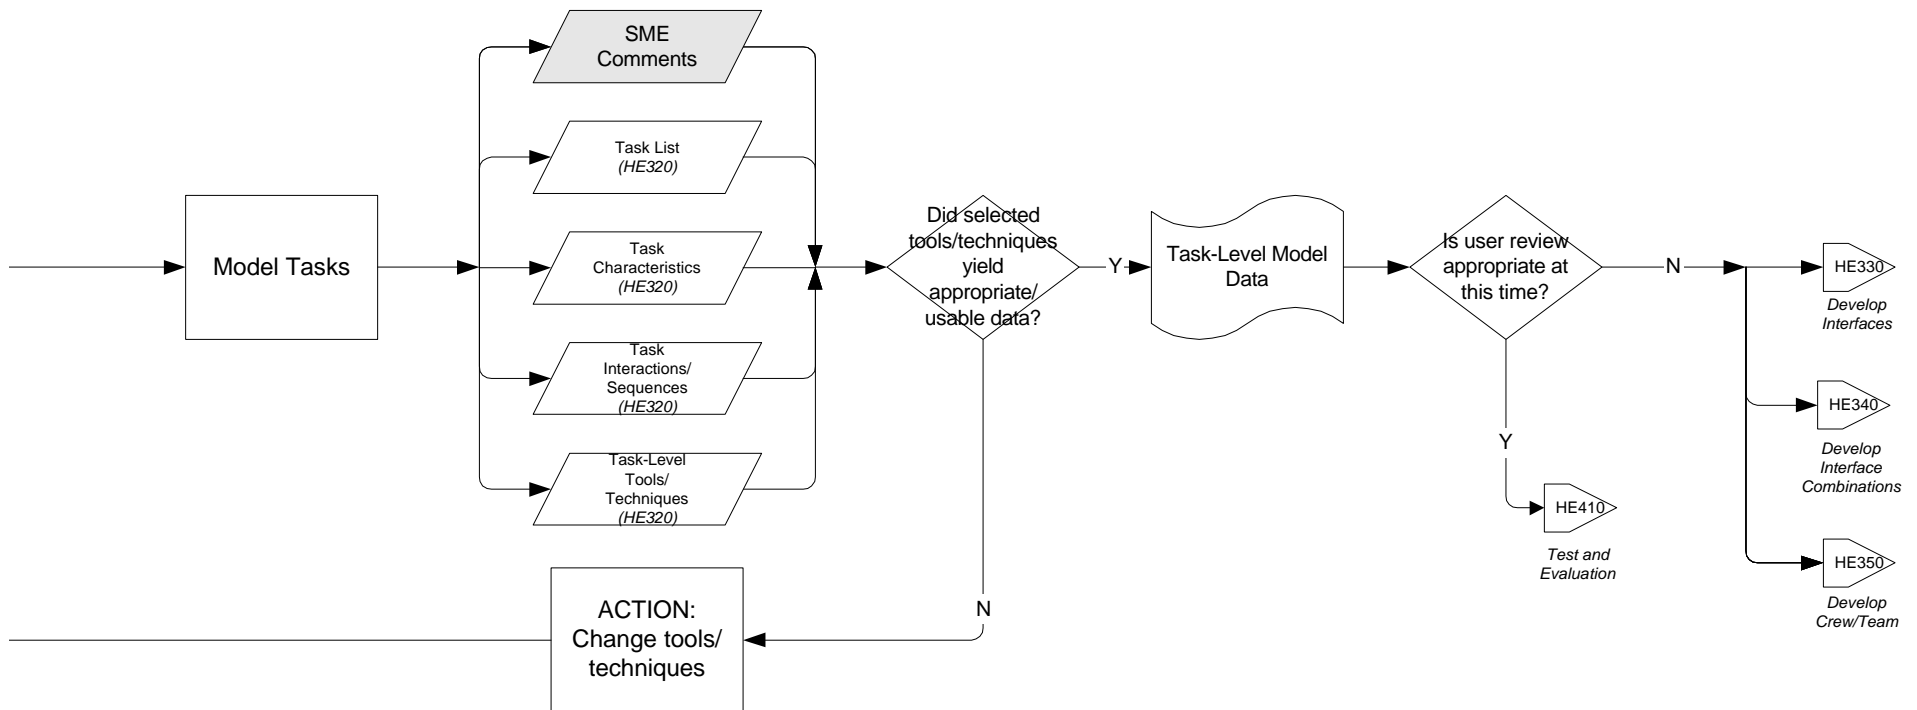 Model Tasks
SME
Comments
Task List
(HE320)
Task
Characteristics
(HE320)
Task
Interactions/
Sequences
(HE320)
Task-Level
Tools/
Techniques
(HE320)
Did selected
tools/techniques
yield
appropriate/
usable data?
Y
N
ACTION:
Change tools/
techniques
Task-Level Model
Data
Is user review
appropriate at
this time?
Y
HE410
Test and
Evaluation
N
HE330
Develop
Interfaces
HE340
Develop
Interface
Combinations
HE350
Develop
Crew/Team